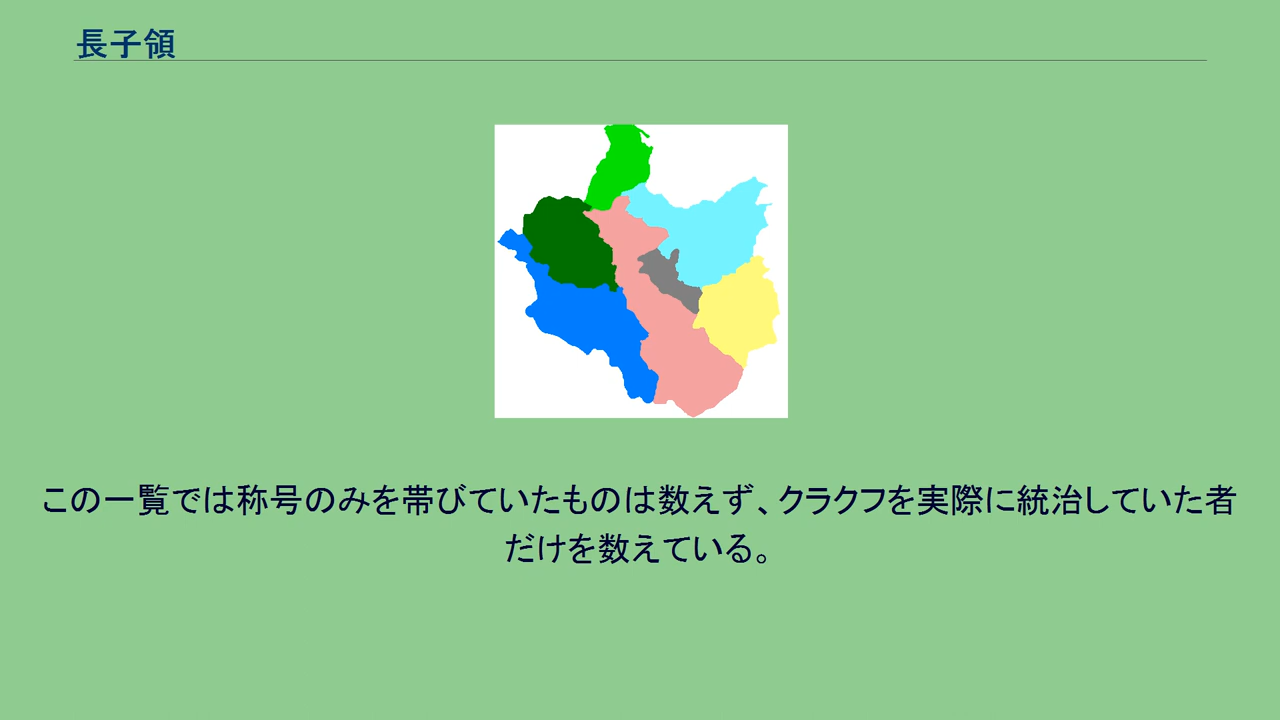 長子領
この一覧では称号のみを帯びていたものは数えず、クラクフを実際に統治していた者
だけを数えている。